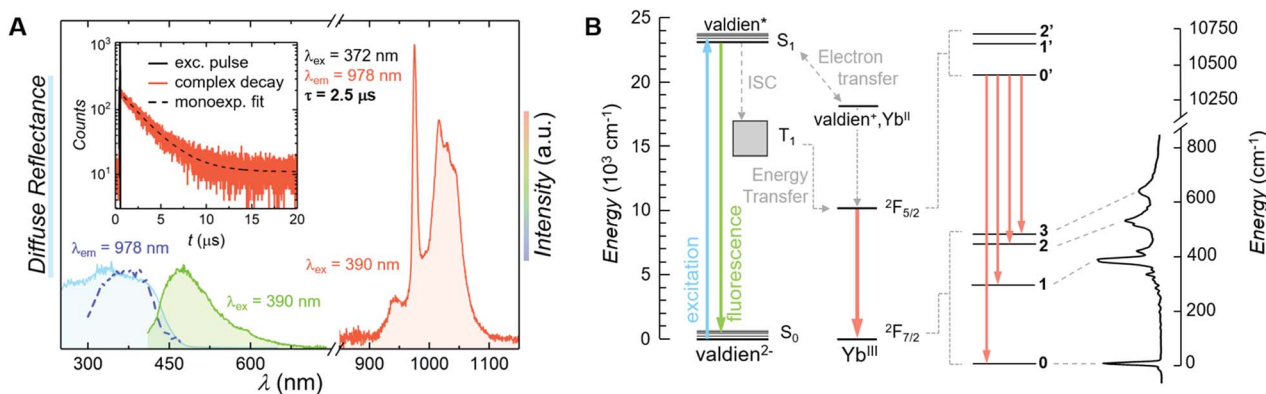 A
Diffuse Reflectance
10³
10²
10¹
Counts
exc. pulse
complex decay
monoexp. fit
0
5
10
15
20
t (μs)
λex = 372 nm
λem = 978 nm
τ = 2.5 μs
λem = 978 nm
λex = 390 nm
λex = 390 nm
Intensity (a.u.)
300
450
600
900
1000
1100
λ (nm)
B
Energy (10³ cm⁻¹)
25
20
15
10
5
0
valdien*
S₁
ISC
Electron
transfer
valdien⁺,Ybᴵᴵ
T₁
Energy
Transfer
²F5/2
excitation
fluorescence
S₀
valdien²⁻
²F7/2
Ybᴵᴵᴵ
2'
1'
0'
3
2
1
0
10750
10500
10250
800
600
400
200
0
Energy (cm⁻¹)